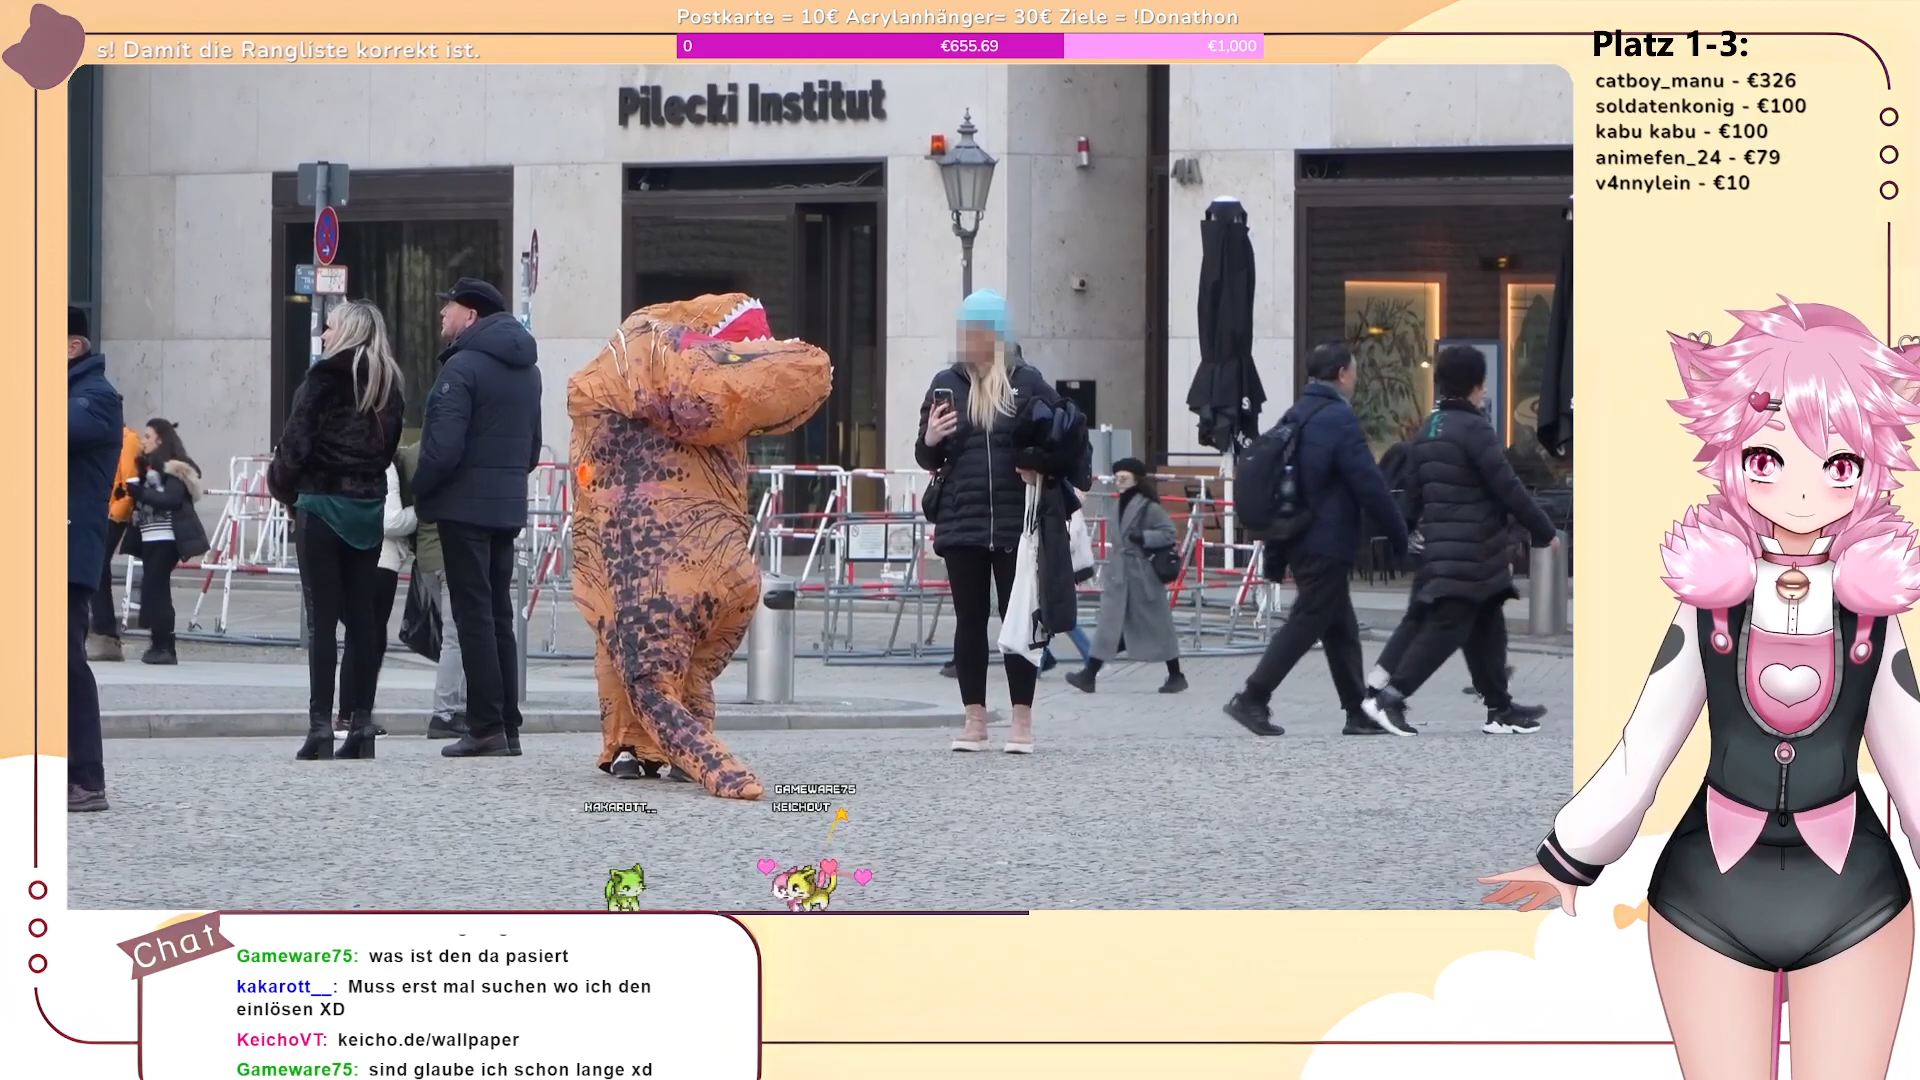 Postkarte = 10€ Acrylanhänger= 30€ Ziele = !Donathon
s! Damit die Rangliste korrekt ist.
0 €655.69 €1,000
Platz 1-3:
catboy_manu - €326
soldatenkonig - €100
kabu kabu - €100
animefen_24 - €79
v4nnylein - €10
Pilecki Institut
GAMEWARE75
KAKAROTT__
KEICHOVT
Chat
Gameware75: was ist den da pasiert
kakarott__: Muss erst mal suchen wo ich den
einlösen XD
KeichoVT: keicho.de/wallpaper
Gameware75: sind glaube ich schon lange xd